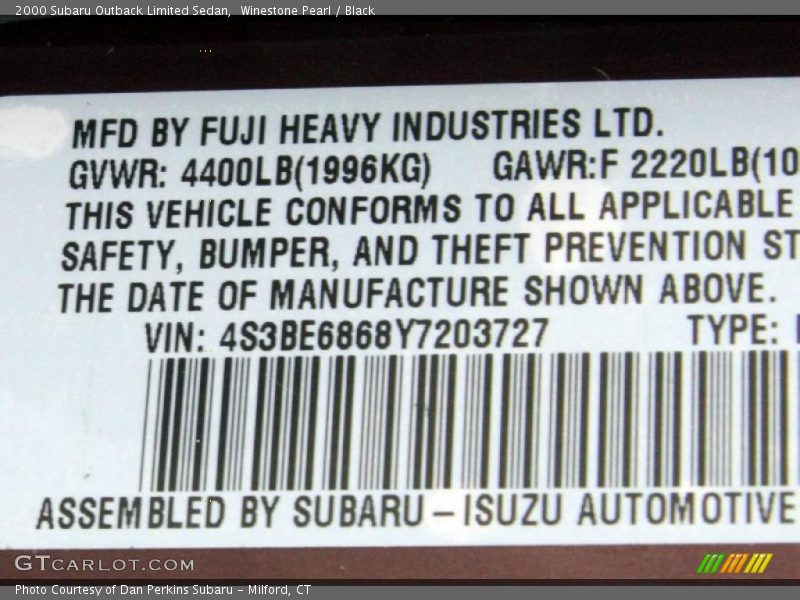 2000 Subaru Outback Limited Sedan, Winestone Pearl / Black
MFD BY FUJI HEAVY INDUSTRIES LTD.
GVWR: 4400LB(1996KG) GAWR:F 2220LB(10
THIS VEHICLE CONFORMS TO ALL APPLICABLE
SAFETY, BUMPER, AND THEFT PREVENTION ST
THE DATE OF MANUFACTURE SHOWN ABOVE.
VIN: 4S3BE6868Y7203727 TYPE:
ASSEMBLED BY SUBARU-ISUZU AUTOMOTIVE
GTCARLOT.COM
Photo Courtesy of Dan Perkins Subaru - Milford, CT